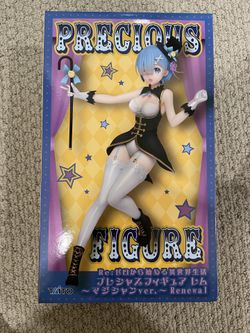 PRECIOUS
FIGURE
Re:ゼロから始める異世界生活
プレシャスフィギュア レム
～マジシャンver.～ Renewal
TAITO